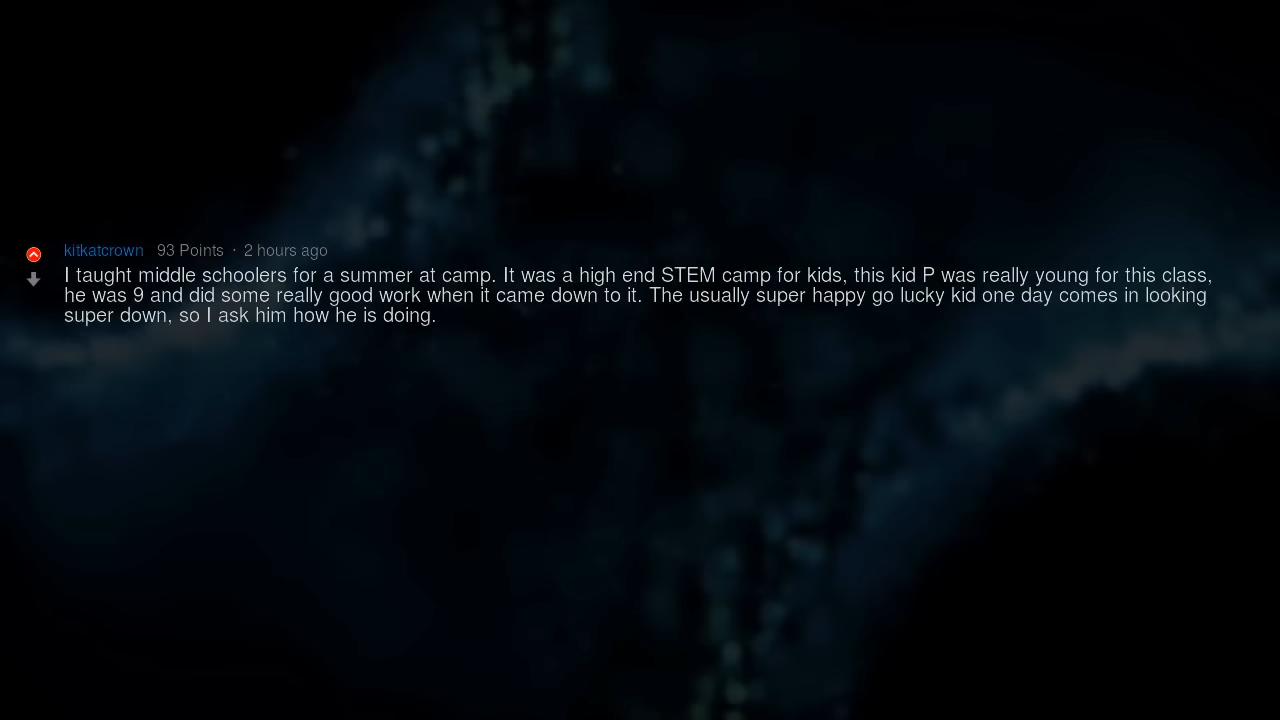 kitkatcrown 93 Points · 2 hours ago
I taught middle schoolers for a summer at camp. It was a high end STEM camp for kids, this kid P was really young for this class,
he was 9 and did some really good work when it came down to it. The usually super happy go lucky kid one day comes in looking
super down, so I ask him how he is doing.